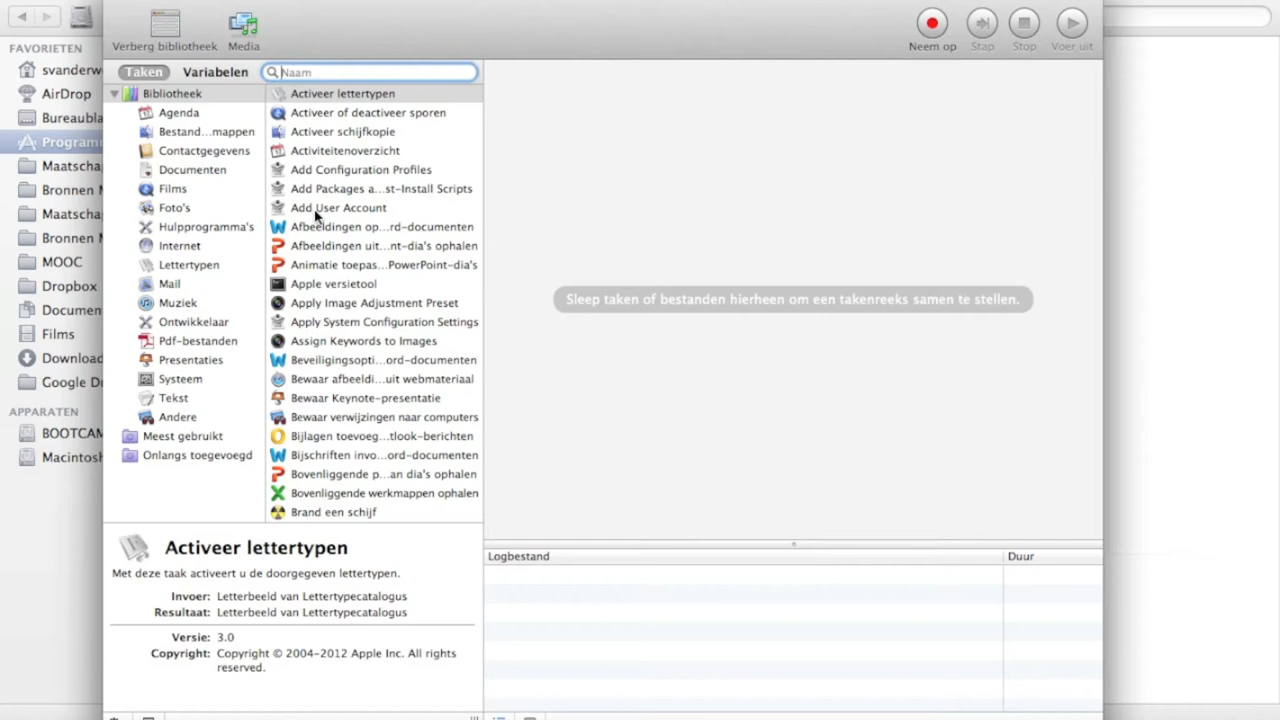 Verberg bibliotheek
Media
Neem op
Stap
Stop
Voer uit
FAVORIETEN
svanderw
AirDrop
Bureaubla
Program
Maatscha
Bronnen M
Maatscha
Bronnen M
MOOC
Dropbox
Documen
Films
Download
Google Dr
APPARATEN
BOOTCAM
Macintosh
Taken
Variabelen
Naam
Bibliotheek
Agenda
Bestand...mappen
Contactgegevens
Documenten
Films
Foto's
Hulpprogramma's
Internet
Lettertypen
Mail
Muziek
Ontwikkelaar
Pdf-bestanden
Presentaties
Systeem
Tekst
Andere
Meest gebruikt
Onlangs toegevoegd
Activeer lettertypen
Activeer of deactiveer sporen
Activeer schijfkopie
Activiteitenoverzicht
Add Configuration Profiles
Add Packages a...st-Install Scripts
Add User Account
Afbeeldingen op...rd-documenten
Afbeeldingen uit...nt-dia's ophalen
Animatie toepas...PowerPoint-dia's
Apple versietool
Apply Image Adjustment Preset
Apply System Configuration Settings
Assign Keywords to Images
Beveiligingsopti...ord-documenten
Bewaar afbeeldi...uit webmateriaal
Bewaar Keynote-presentatie
Bewaar verwijzingen naar computers
Bijlagen toevoeg...tlook-berichten
Bijschriften invo...ord-documenten
Bovenliggende p...an dia's ophalen
Bovenliggende werkmappen ophalen
Brand een schijf
Sleep taken of bestanden hierheen om een takenreeks samen te stellen.
Activeer lettertypen
Met deze taak activeert u de doorgegeven lettertypen.
Invoer: Letterbeeld van Lettertypecatalogus
Resultaat: Letterbeeld van Lettertypecatalogus
Versie: 3.0
Copyright: Copyright © 2004-2012 Apple Inc. All rights
reserved.
Logbestand
Duur